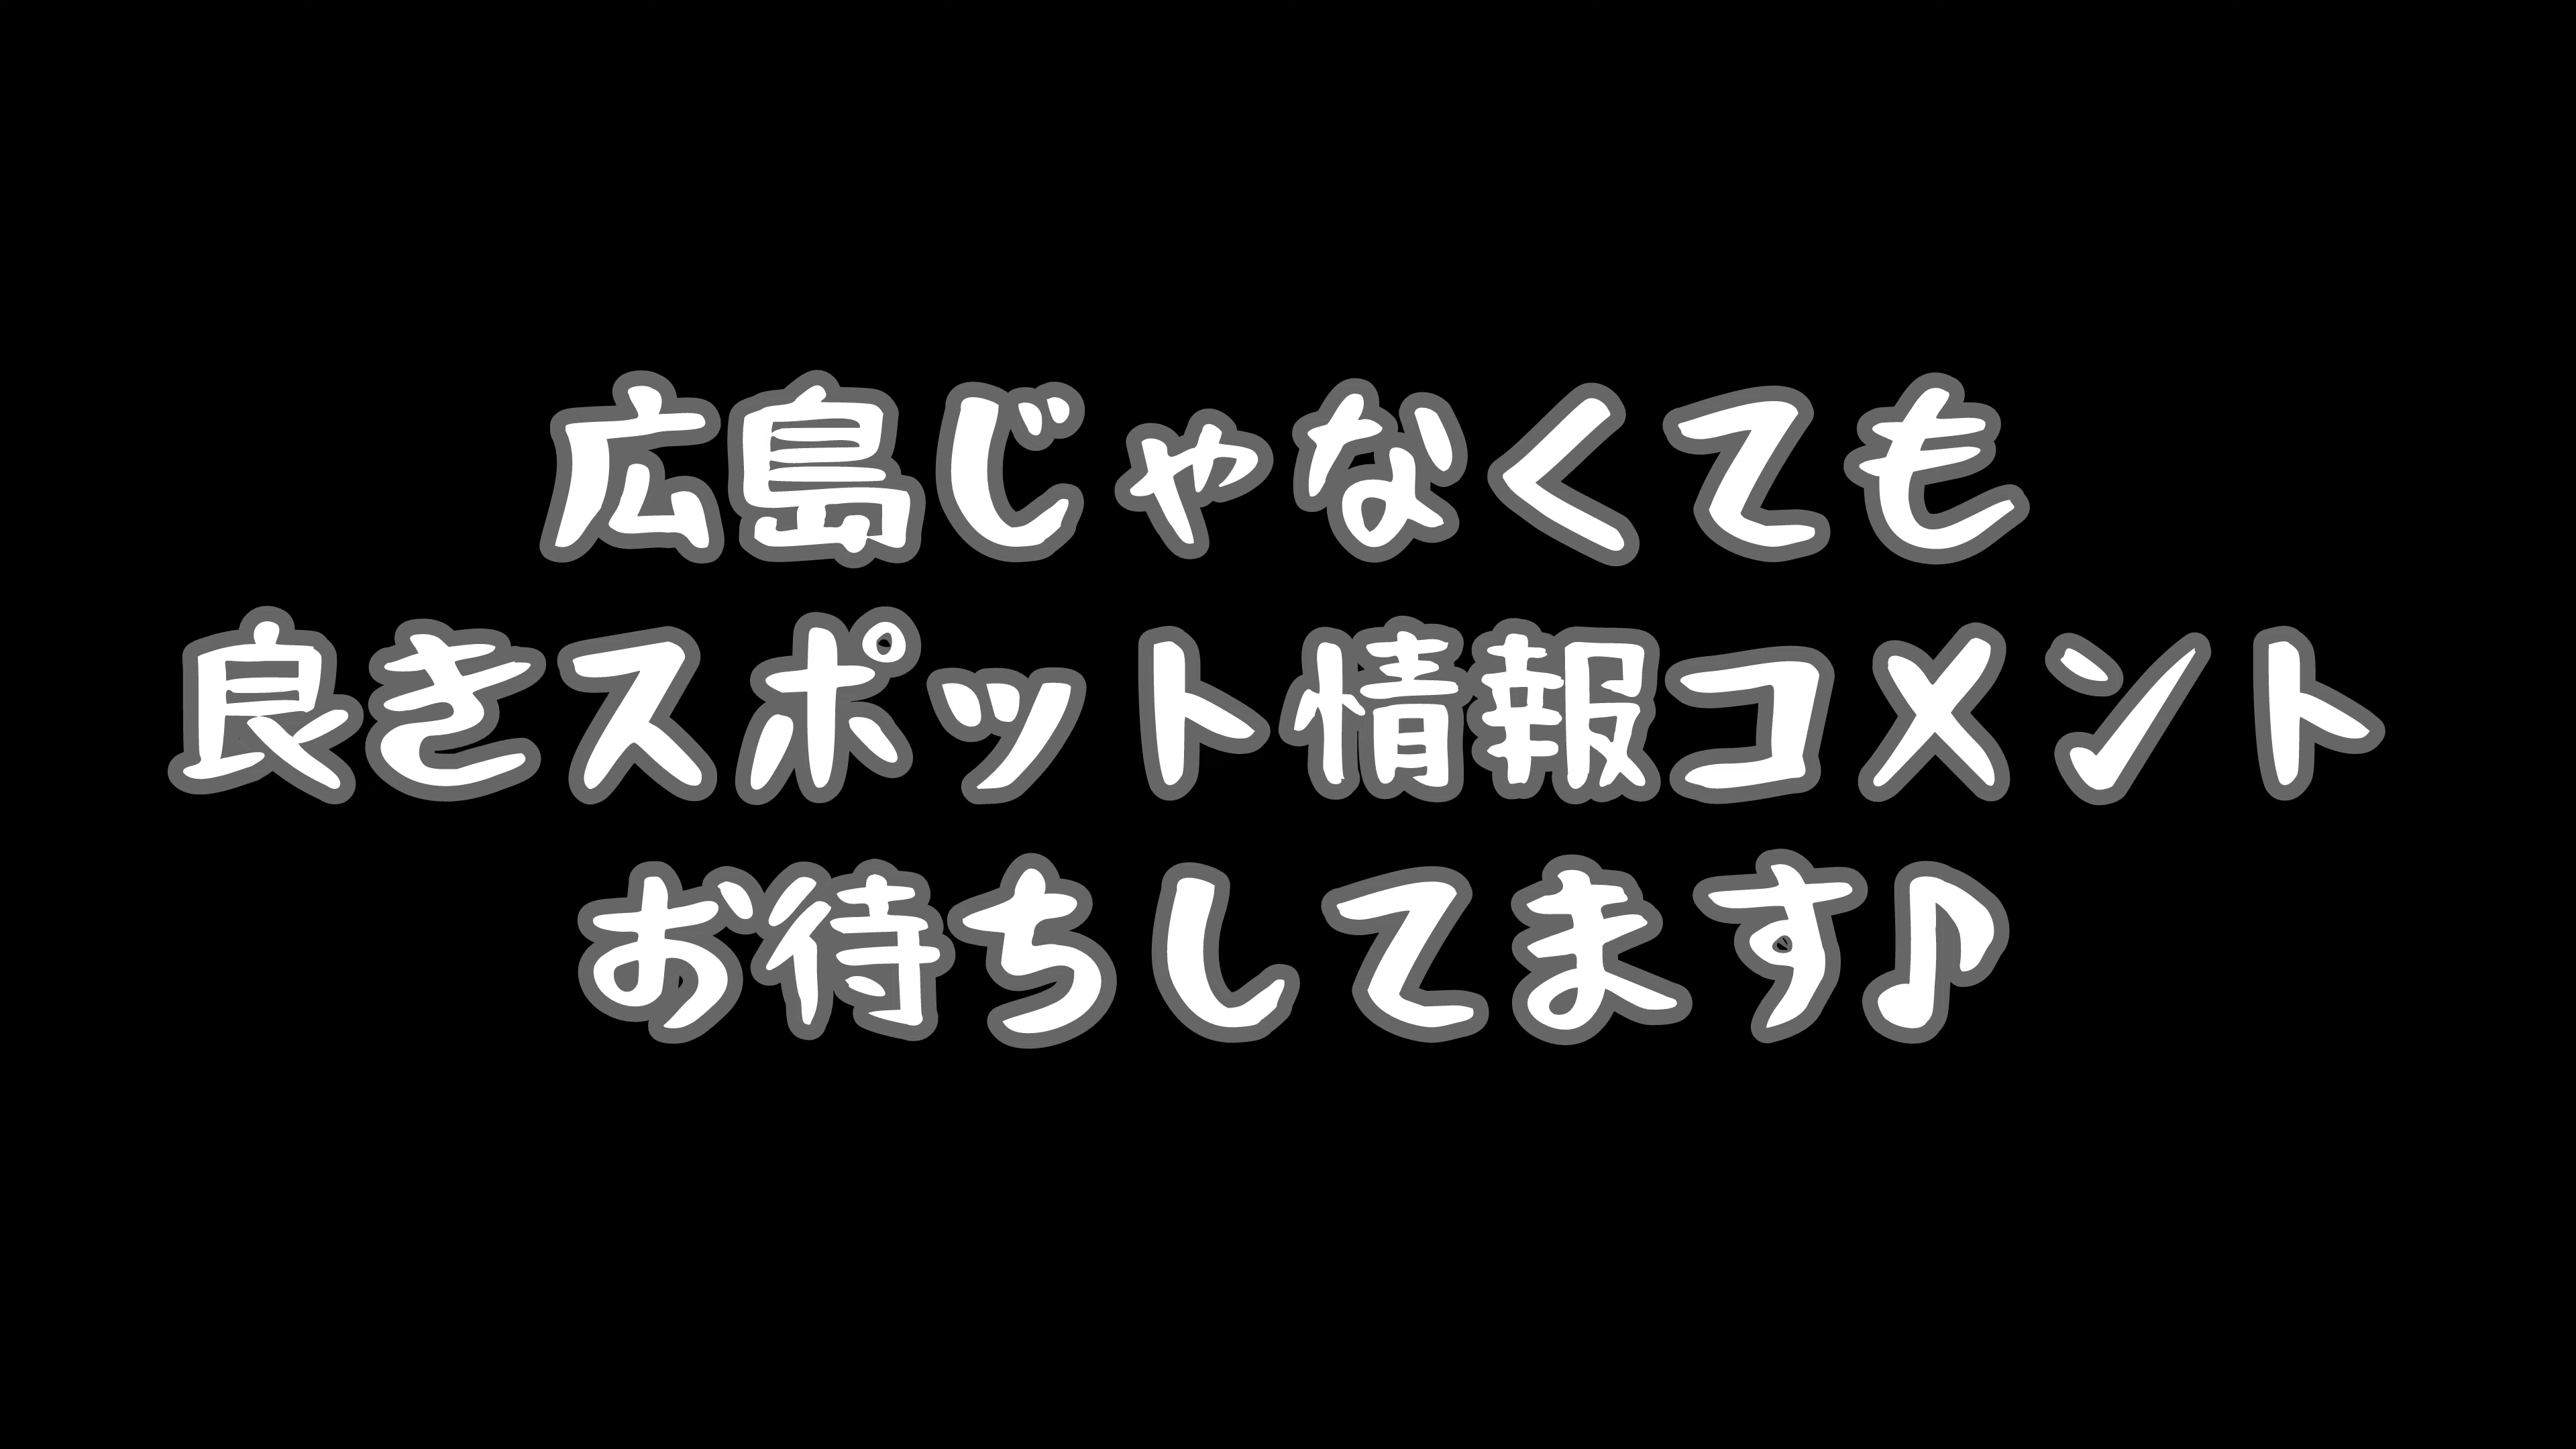 広島じゃなくても
良きスポット情報コメント
お待ちしてます♪